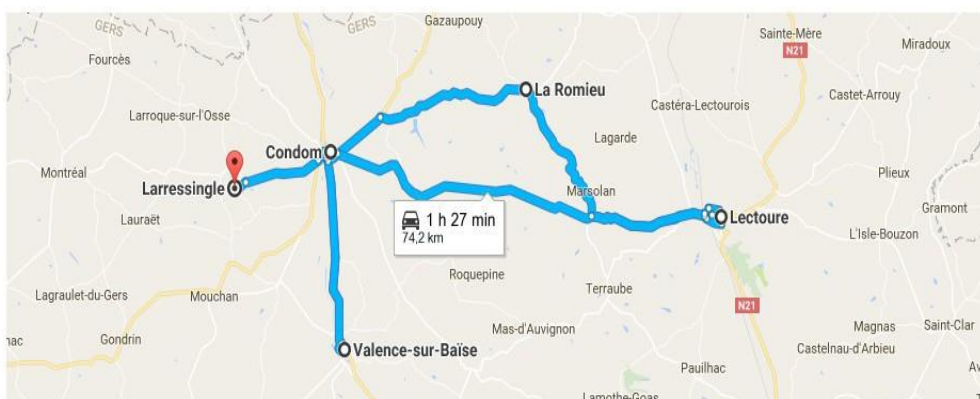 GERS
GERS
Gazaupouy
Sainte-Mère
N21
Miradoux
Fourcès
La Romieu
Castéra-Lectourois
Castet-Arrouy
Larroque-sur-l'Osse
Lagarde
Condom
Montréal
Larressingle
Marsolan
Plieux
Lauraët
Lectoure
Gramont
1 h 27 min
74,2 km
L'Isle-Bouzon
Roquepine
Terraube
Lagraulet-du-Gers
Mouchan
N21
Mas-d'Auvignon
Magnas
Saint-Clar
nac
Gondrin
Valence-sur-Baïse
Castelnau-d'Arbieu
Pauilhac
Lamothe-Goas